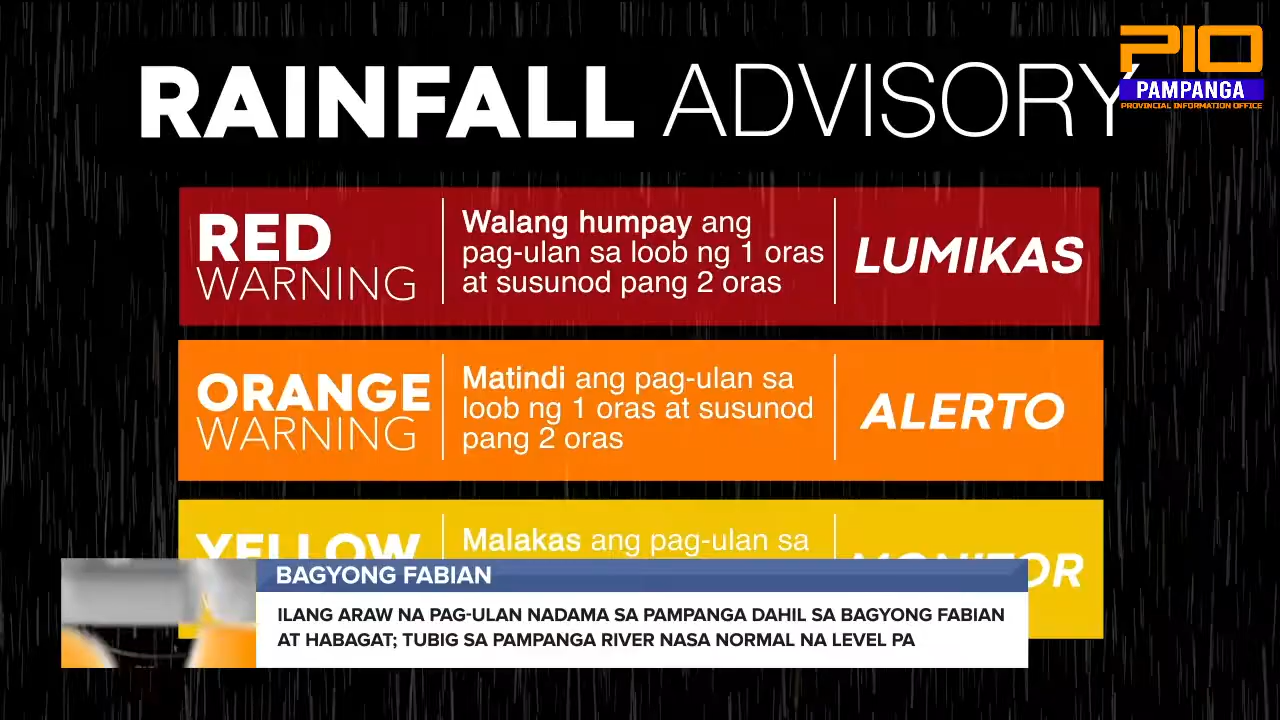 RAINFALL ADVISORY
PIO
PAMPANGA
PROVINCIAL INFORMATION OFFICE
RED
WARNING
Walang humpay ang
pag-ulan sa loob ng 1 oras
at susunod pang 2 oras
LUMIKAS
ORANGE
WARNING
Matindi ang pag-ulan sa
loob ng 1 oras at susunod
pang 2 oras
ALERTO
YELLOW
Malakas ang pag-ulan sa
MONITOR
BAGYONG FABIAN
ILANG ARAW NA PAG-ULAN NADAMA SA PAMPANGA DAHIL SA BAGYONG FABIAN
AT HABAGAT; TUBIG SA PAMPANGA RIVER NASA NORMAL NA LEVEL PA